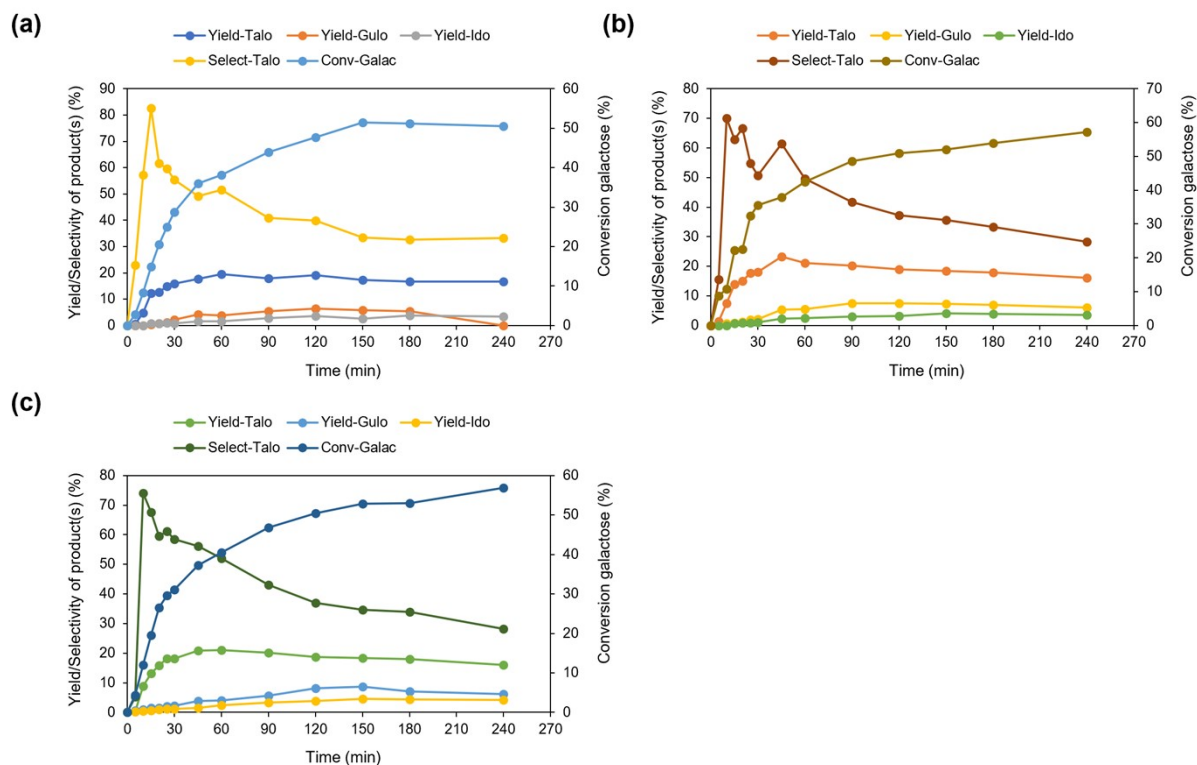 (a)
Yield-Talo Yield-Gulo Yield-Ido
Select-Talo Conv-Galac
Yield/Selectivity of product(s) (%)
90
80
70
60
50
40
30
20
10
0
Conversion galactose (%)
60
50
40
30
20
10
0
0 30 60 90 120 150 180 210 240 270
Time (min)
(b)
Yield-Talo Yield-Gulo Yield-Ido
Select-Talo Conv-Galac
Yield/Selectivity of product(s) (%)
80
70
60
50
40
30
20
10
0
Conversion galactose (%)
70
60
50
40
30
20
10
0
0 30 60 90 120 150 180 210 240 270
Time (min)
(c)
Yield-Talo Yield-Gulo Yield-Ido
Select-Talo Conv-Galac
Yield/Selectivity of product(s) (%)
80
70
60
50
40
30
20
10
0
Conversion galactose (%)
60
50
40
30
20
10
0
0 30 60 90 120 150 180 210 240 270
Time (min)